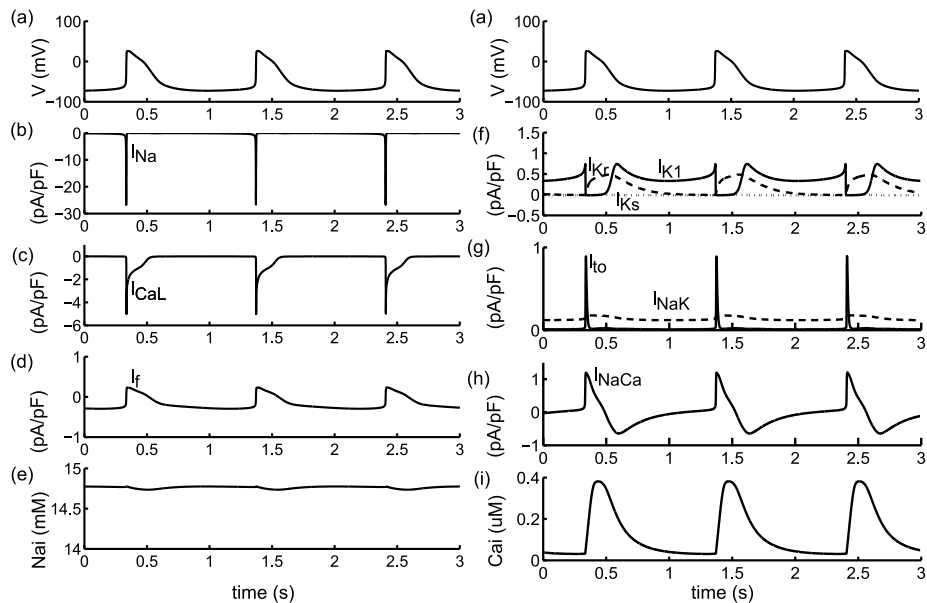 (a)
V (mV)
100
0
−100
0 0.5 1 1.5 2 2.5 3
(b)
(pA/pF)
0
−10
−20
−30
I_Na
0 0.5 1 1.5 2 2.5 3
(c)
(pA/pF)
0
−2
−4
−6
I_CaL
0 0.5 1 1.5 2 2.5 3
(d)
(pA/pF)
1
0
−1
I_f
0 0.5 1 1.5 2 2.5 3
(e)
Nai (mM)
15
14.5
14
0 0.5 1 1.5 2 2.5 3
time (s)
(a)
V (mV)
100
0
−100
0 0.5 1 1.5 2 2.5 3
(f)
(pA/pF)
1.5
1
0.5
0
−0.5
I_Kr
I_K1
I_Ks
0 0.5 1 1.5 2 2.5 3
(g)
(pA/pF)
1
0.5
0
I_to
I_NaK
0 0.5 1 1.5 2 2.5 3
(h)
(pA/pF)
1
0
−1
I_NaCa
0 0.5 1 1.5 2 2.5 3
(i)
Cai (uM)
0.4
0.2
0
0 0.5 1 1.5 2 2.5 3
time (s)